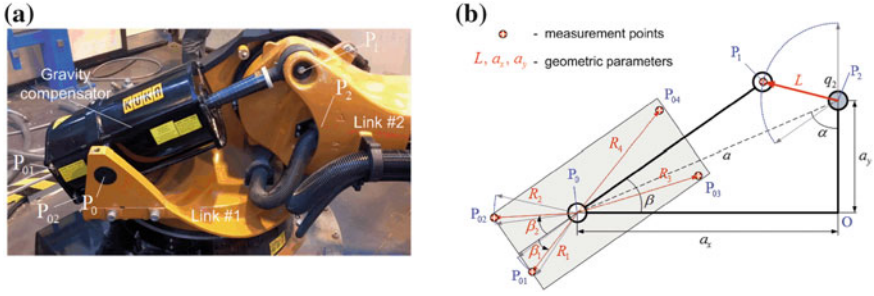 (a)
Gravity
compensator
KUKA
P1
P2
Link #2
P01
P02
P0
Link #1
(b)
- measurement points
L, ax, ay - geometric parameters
P1
P2
L
q2
P04
α
R4
a
ay
P0
R3
R2
P03
β
P02
β2
O
β1
R1
ax
P01